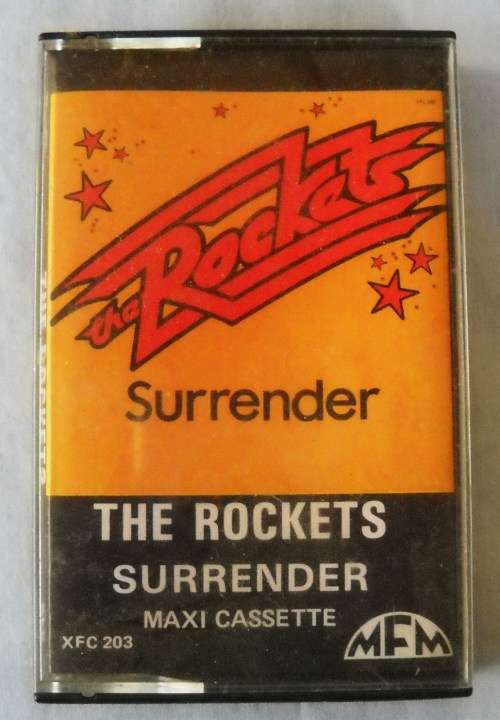 the Rockets
Surrender
THE ROCKETS
SURRENDER
MAXI CASSETTE
XFC 203
MFM